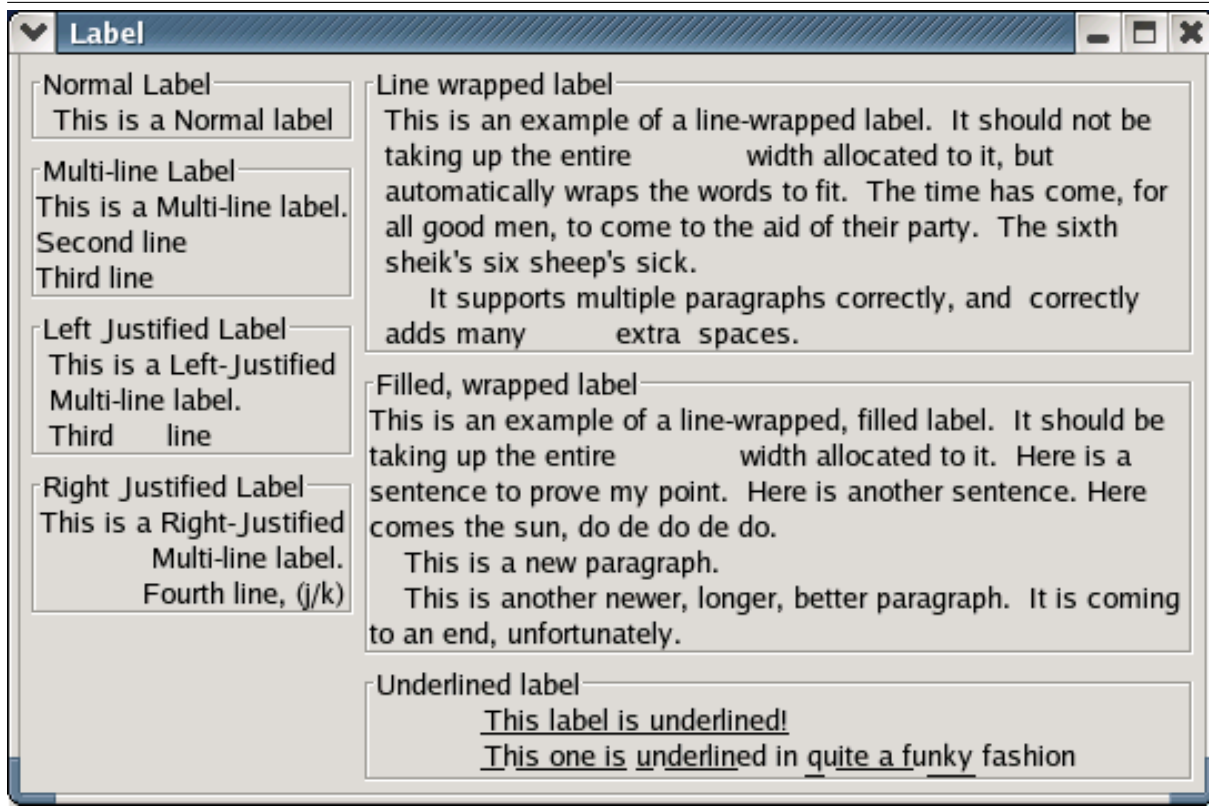 Label
Normal Label
This is a Normal label
Multi-line Label
This is a Multi-line label.
Second line
Third line
Left Justified Label
This is a Left-Justified
Multi-line label.
Third      line
Right Justified Label
This is a Right-Justified
Multi-line label.
Fourth line, (j/k)
Line wrapped label
This is an example of a line-wrapped label.  It should not be
taking up the entire             width allocated to it, but
automatically wraps the words to fit.  The time has come, for
all good men, to come to the aid of their party.  The sixth
sheik's six sheep's sick.
     It supports multiple paragraphs correctly, and  correctly
adds many          extra  spaces.
Filled, wrapped label
This is an example of a line-wrapped, filled label.  It should be
taking up the entire              width allocated to it.  Here is a
sentence to prove my point.  Here is another sentence. Here
comes the sun, do de do de do.
    This is a new paragraph.
    This is another newer, longer, better paragraph.  It is coming
to an end, unfortunately.
Underlined label
This label is underlined!
This one is underlined in quite a funky fashion